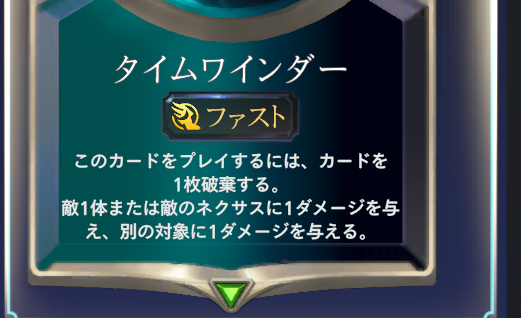 タイムワインダー
ファスト
このカードをプレイするには、カードを
1枚破棄する。
敵1体または敵のネクサスに1ダメージを与
え、別の対象に1ダメージを与える。